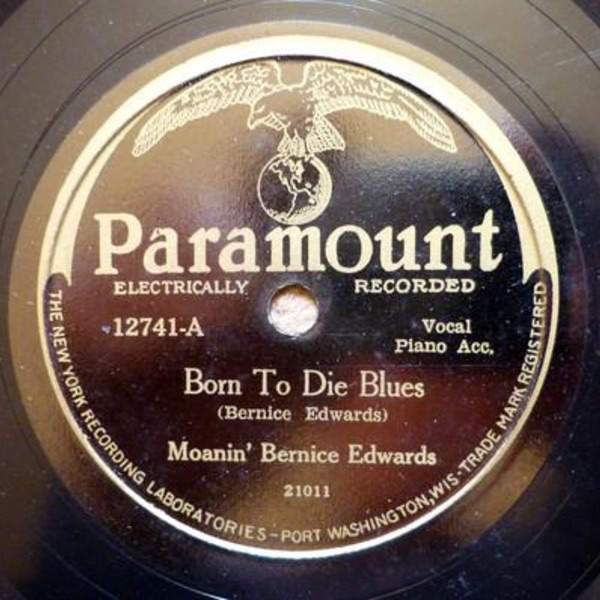 Paramount
ELECTRICALLY RECORDED
12741-A
Vocal
Piano Acc.
Born To Die Blues
(Bernice Edwards)
Moanin' Bernice Edwards
21011
THE NEW YORK RECORDING LABORATORIES - PORT WASHINGTON, WIS - TRADE MARK REGISTERED